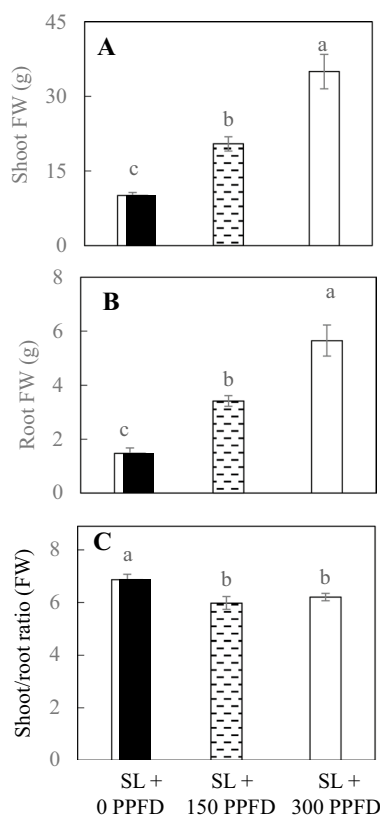 45
A
a
Shoot FW (g)
30
b
15
c
0
8
B
a
6
Root FW (g)
4
b
2
c
0
8
C
a
b
b
6
Shoot/root ratio (FW)
4
2
0
SL + SL + SL +
0 PPFD 150 PPFD 300 PPFD